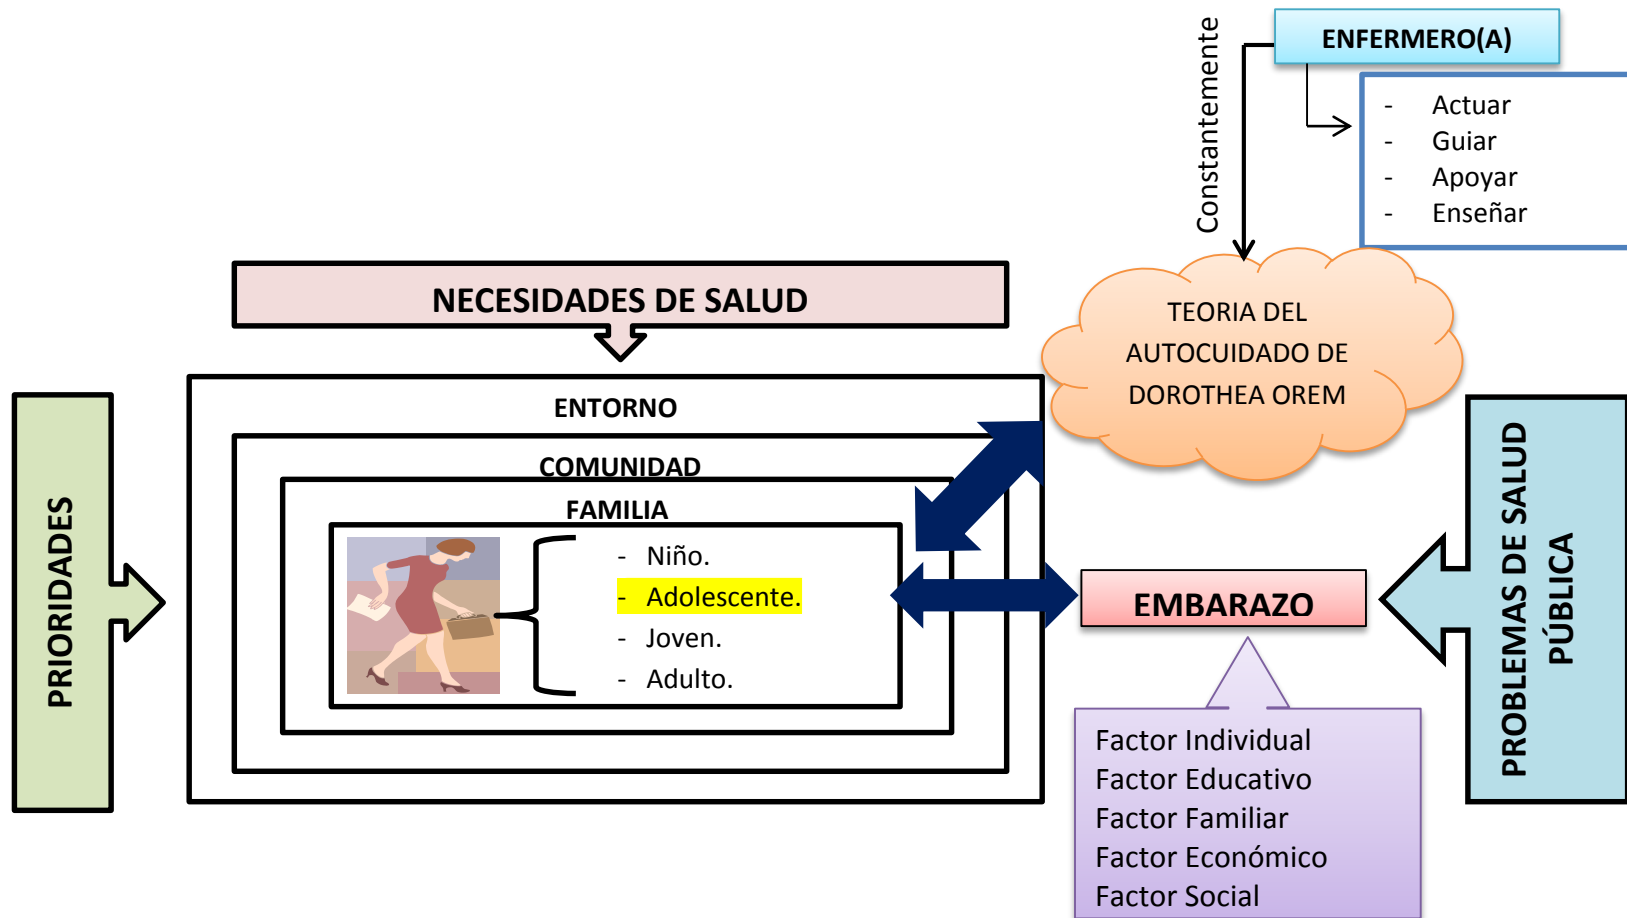 ENFERMERO(A)
Constantemente
- Actuar
- Guiar
- Apoyar
- Enseñar
NECESIDADES DE SALUD
TEORIA DEL
AUTOCUIDADO DE
DOROTHEA OREM
ENTORNO
COMUNIDAD
FAMILIA
- Niño.
- Adolescente.
- Joven.
- Adulto.
PRIORIDADES
EMBARAZO
PROBLEMAS DE SALUD
PÚBLICA
Factor Individual
Factor Educativo
Factor Familiar
Factor Económico
Factor Social